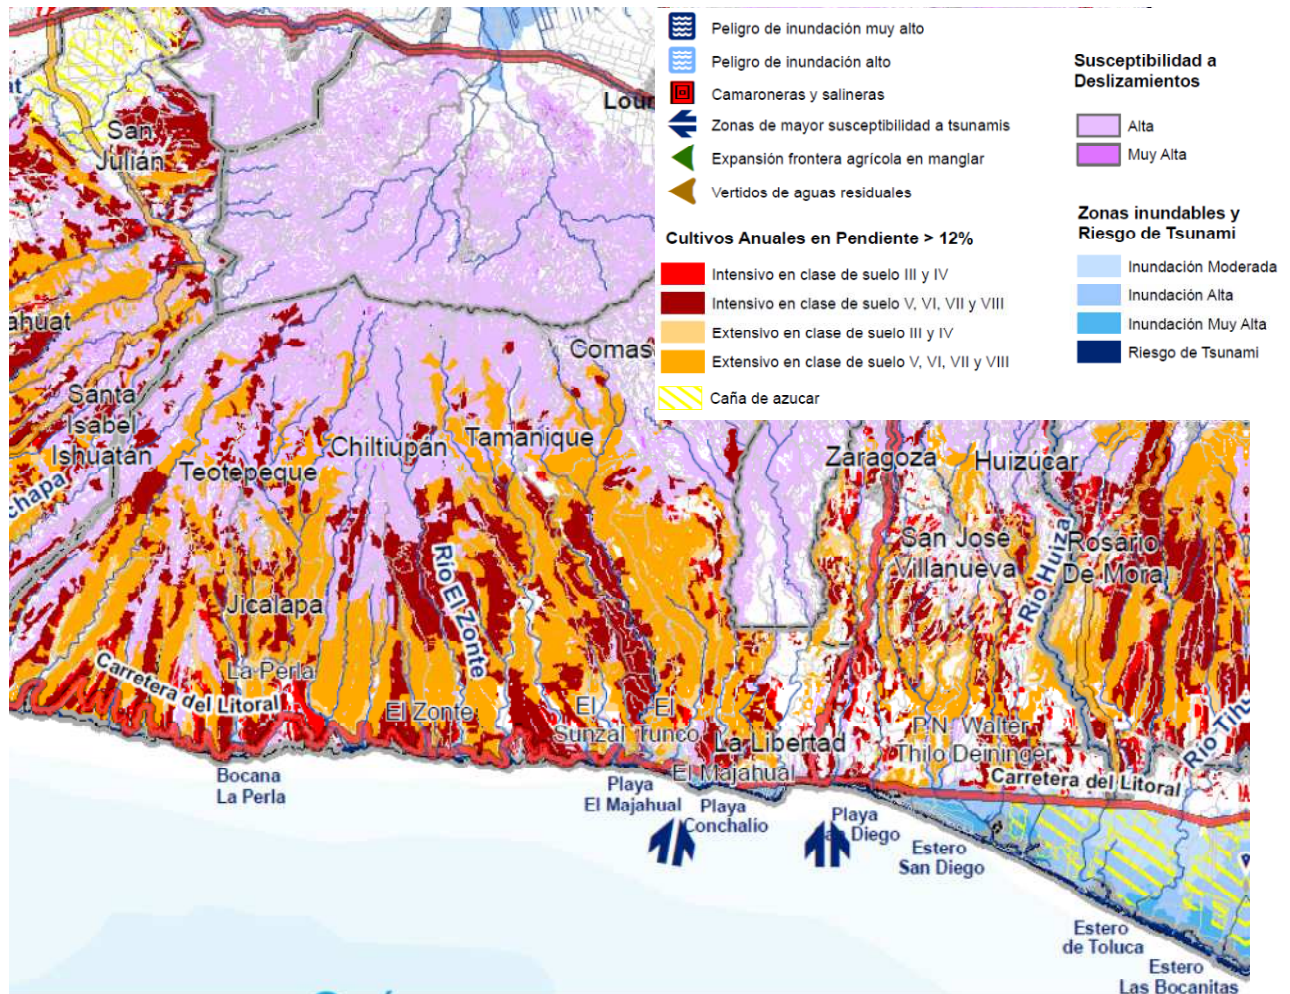 Peligro de inundación muy alto
Peligro de inundación alto
Camaroneras y salineras
Zonas de mayor susceptibilidad a tsunamis
Expansión frontera agrícola en manglar
Vertidos de aguas residuales
Cultivos Anuales en Pendiente > 12%
Intensivo en clase de suelo III y IV
Intensivo en clase de suelo V, VI, VII y VIII
Extensivo en clase de suelo III y IV
Extensivo en clase de suelo V, VI, VII y VIII
Caña de azucar
Susceptibilidad a
Deslizamientos
Alta
Muy Alta
Zonas inundables y
Riesgo de Tsunami
Inundación Moderada
Inundación Alta
Inundación Muy Alta
Riesgo de Tsunami
Lour
San
Julián
ahuat
Comas
Santa
Isabel
Ishuatán
chapa
Teotepeque
Chiltiupán
Tamanique
Zaragoza
Huizúcar
San José
Villanueva
Río Huiza
Rosario
De Mora
Río El Zonte
Jicalapa
La Perla
Carretera del Litoral
El Zonte
El
Sunzal
El
Tunco
La Libertad
El Majahual
P.N. Walter
Thilo Deininger
Carretera del Litoral
Río Tih
Bocana
La Perla
Playa
El Majahual
Playa
Conchalío
Playa
n Diego
Estero
San Diego
Estero
de Toluca
Estero
Las Bocanitas